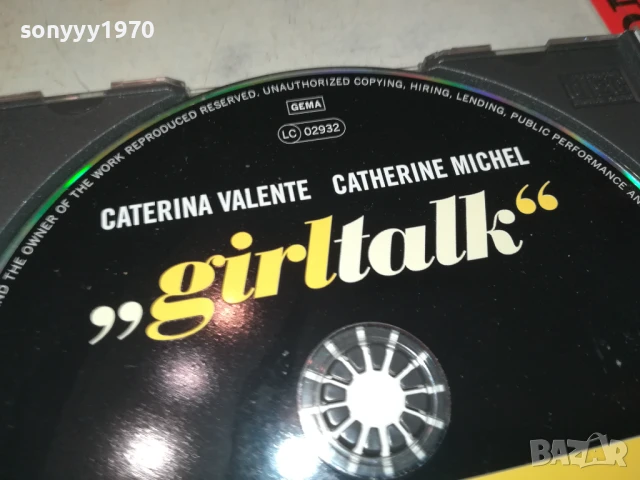 sonyyy1970
ND THE OWNER OF THE WORK REPRODUCED RESERVED. UNAUTHORIZED COPYING, HIRING, LENDING, PUBLIC PERFORMANCE AN
GEMA
LC 02932
CATERINA VALENTE CATHERINE MICHEL
„girltalk“
BAZAR